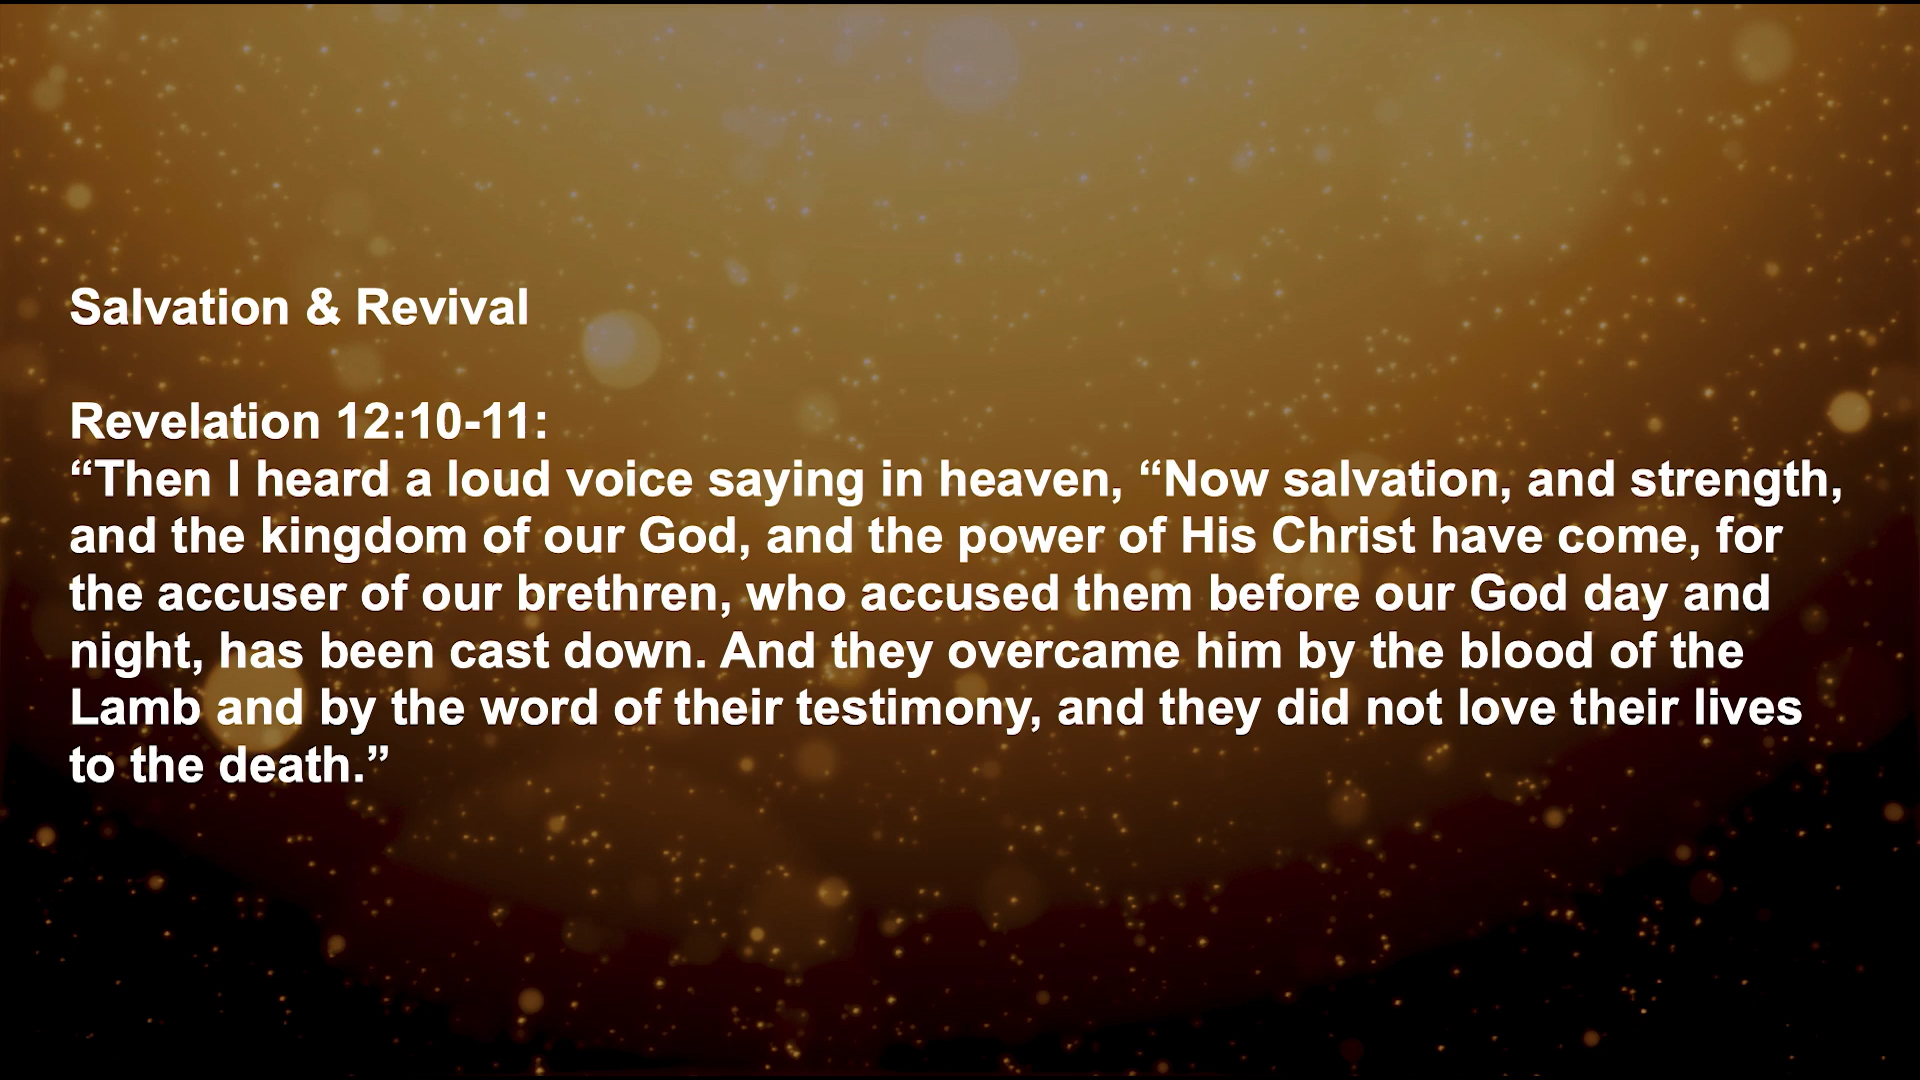 Salvation & Revival
Revelation 12:10-11:
“Then I heard a loud voice saying in heaven, “Now salvation, and strength,
and the kingdom of our God, and the power of His Christ have come, for
the accuser of our brethren, who accused them before our God day and
night, has been cast down. And they overcame him by the blood of the
Lamb and by the word of their testimony, and they did not love their lives
to the death.”